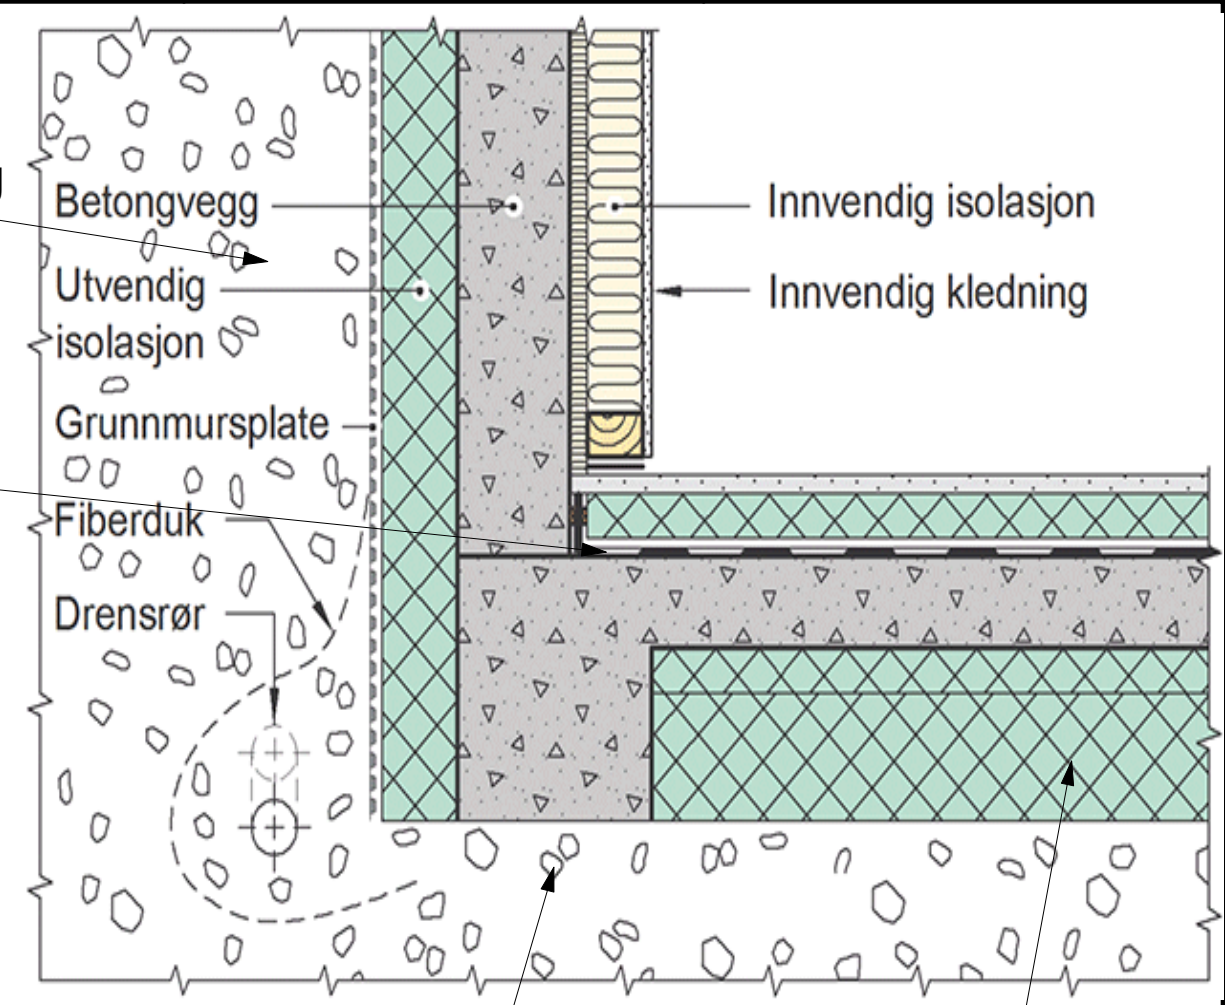 Betongvegg
Utvendig
isolasjon
Grunnmursplate
Fiberduk
Drensrør
Innvendig isolasjon
Innvendig kledning